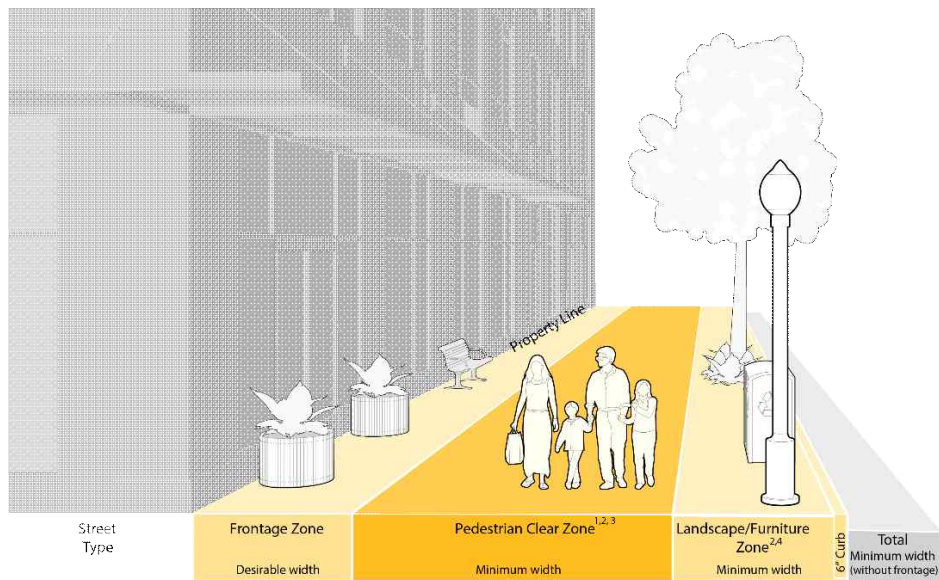 Property Line
Street
Type
Frontage Zone
Desirable width
Pedestrian Clear Zone1,2, 3
Minimum width
Landscape/Furniture
Zone2,4
Minimum width
6" Curb
Total
Minimum width
(without frontage)